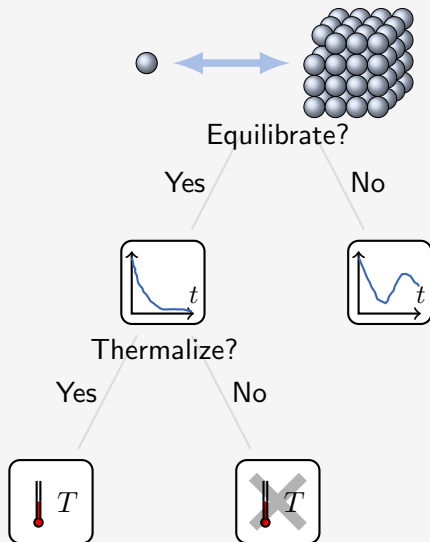 Equilibrate?
Yes
No
t
t
Thermalize?
Yes
No
T
T